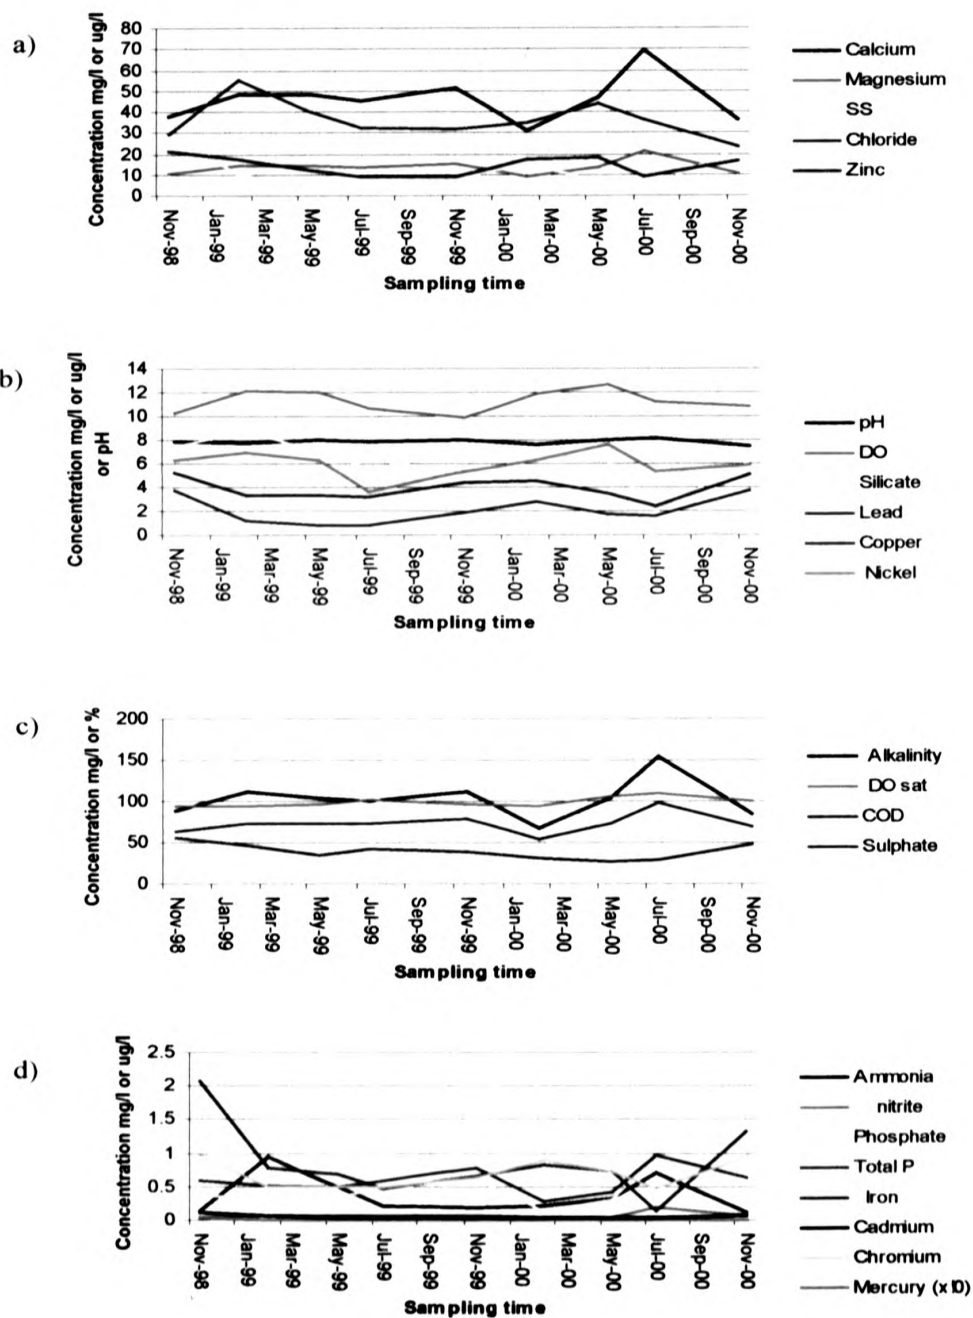 a)
Concentration mg/l or ug/l
80
70
60
50
40
30
20
10
0
Nov-98
Jan-99
Mar-99
May-99
Jul-99
Sep-99
Nov-99
Jan-00
Mar-00
May-00
Jul-00
Sep-00
Nov-00
Sampling time
Calcium
Magnesium
SS
Chloride
Zinc
b)
Concentration mg/l or ug/l
or pH
14
12
10
8
6
4
2
0
Nov-98
Jan-99
Mar-99
May-99
Jul-99
Sep-99
Nov-99
Jan-00
Mar-00
May-00
Jul-00
Sep-00
Nov-00
Sampling time
pH
DO
Silicate
Lead
Copper
Nickel
c)
Concentration mg/l or %
200
150
100
50
0
Nov-98
Jan-99
Mar-99
May-99
Jul-99
Sep-99
Nov-99
Jan-00
Mar-00
May-00
Jul-00
Sep-00
Nov-00
Sampling time
Alkalinity
DO sat
COD
Sulphate
d)
Concentration mg/l or ug/l
2.5
2
1.5
1
0.5
0
Nov-98
Jan-99
Mar-99
May-99
Jul-99
Sep-99
Nov-99
Jan-00
Mar-00
May-00
Jul-00
Sep-00
Nov-00
Sampling time
Ammonia
nitrite
Phosphate
Total P
Iron
Cadmium
Chromium
Mercury (x10)